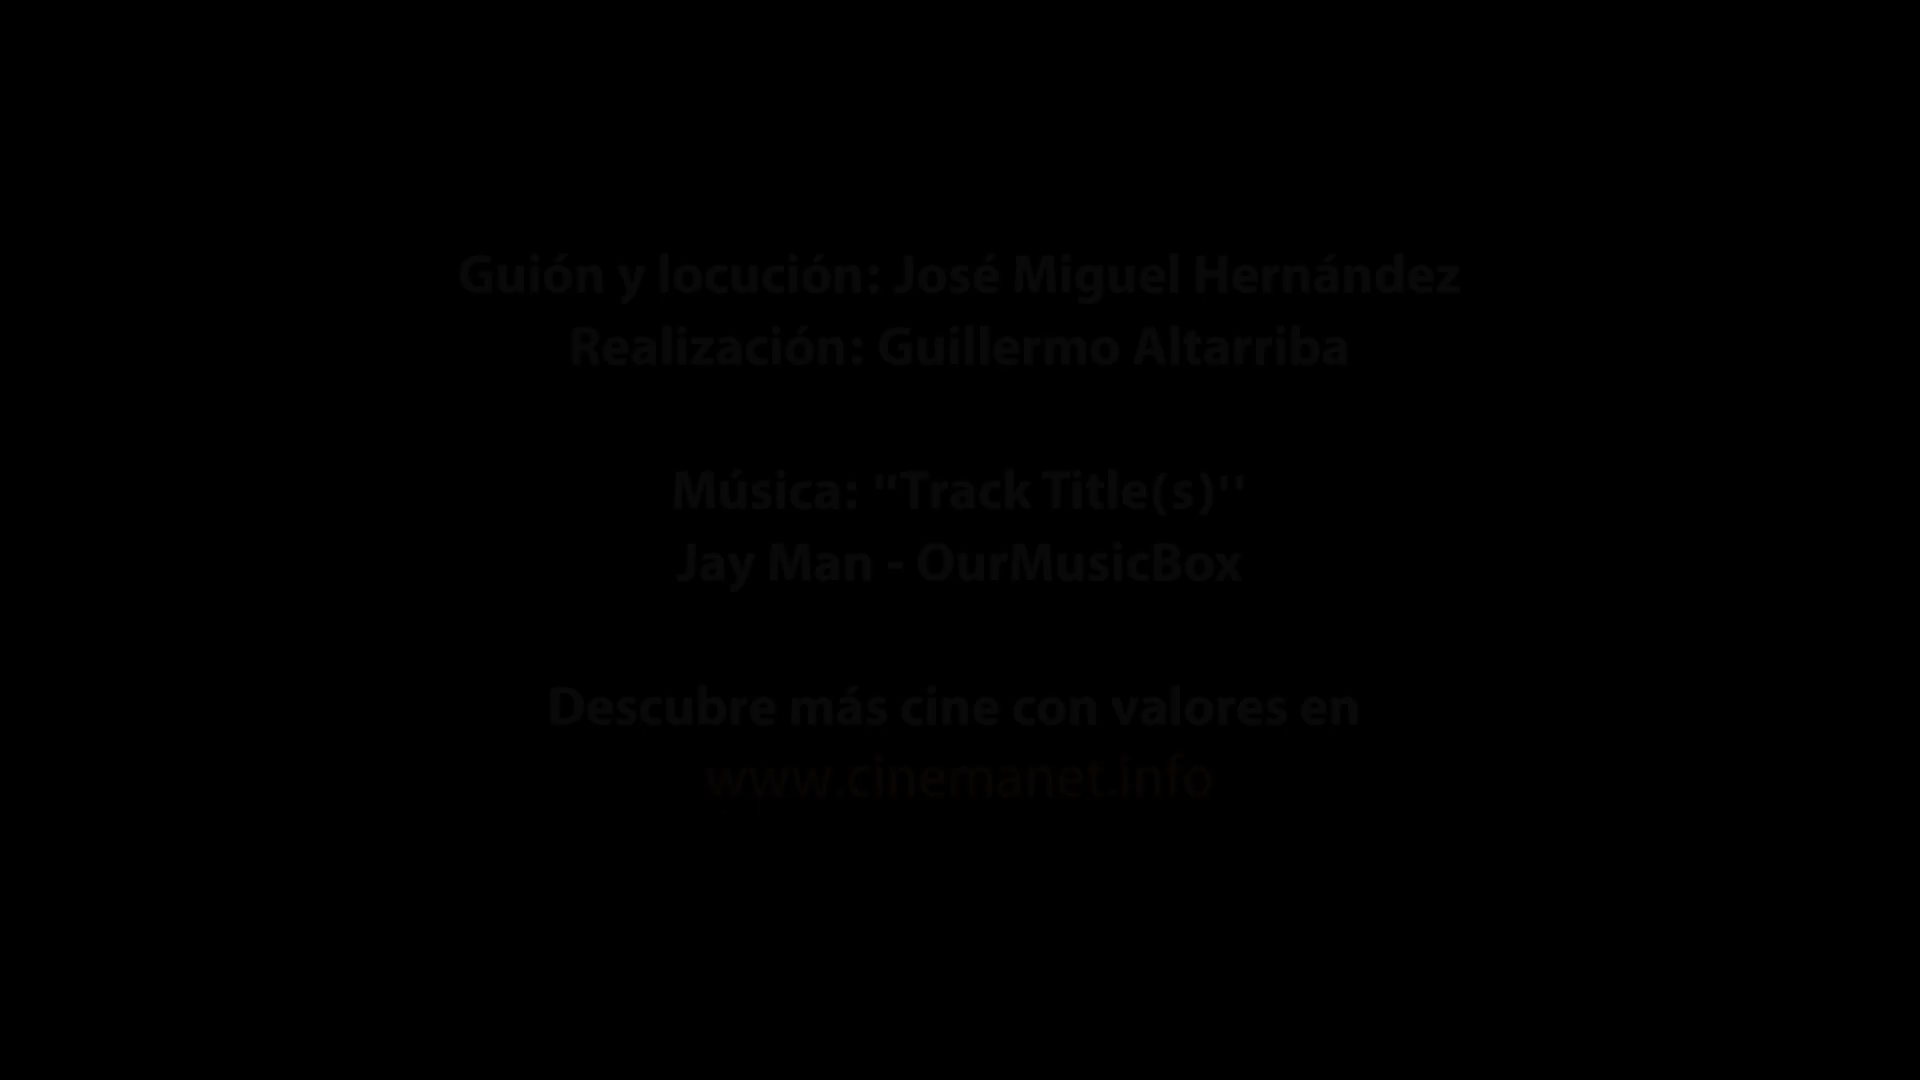 Guión y locución: José Miguel Hernández
Realización: Guillermo Altarriba
Música: "Track Title(s)''
Jay Man - OurMusicBox
Descubre más cine con valores en
www.cinemanet.info